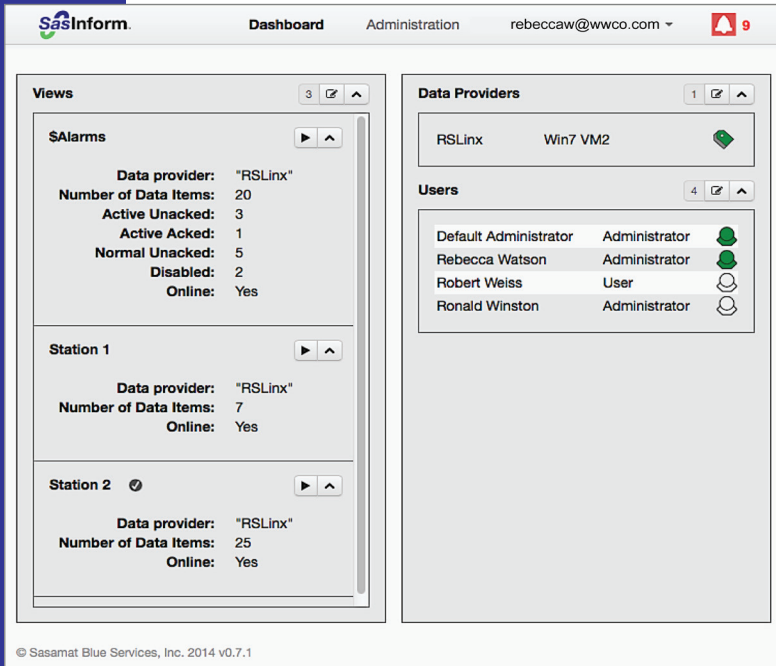 SasInform. Dashboard Administration rebeccaw@wwco.com 9
Views 3
$Alarms
Data provider: "RSLinx"
Number of Data Items: 20
Active Unacked: 3
Active Acked: 1
Normal Unacked: 5
Disabled: 2
Online: Yes
Station 1
Data provider: "RSLinx"
Number of Data Items: 7
Online: Yes
Station 2
Data provider: "RSLinx"
Number of Data Items: 25
Online: Yes
Data Providers 1
RSLinx Win7 VM2
Users 4
Default Administrator Administrator
Rebecca Watson Administrator
Robert Weiss User
Ronald Winston Administrator
© Sasamat Blue Services, Inc. 2014 v0.7.1